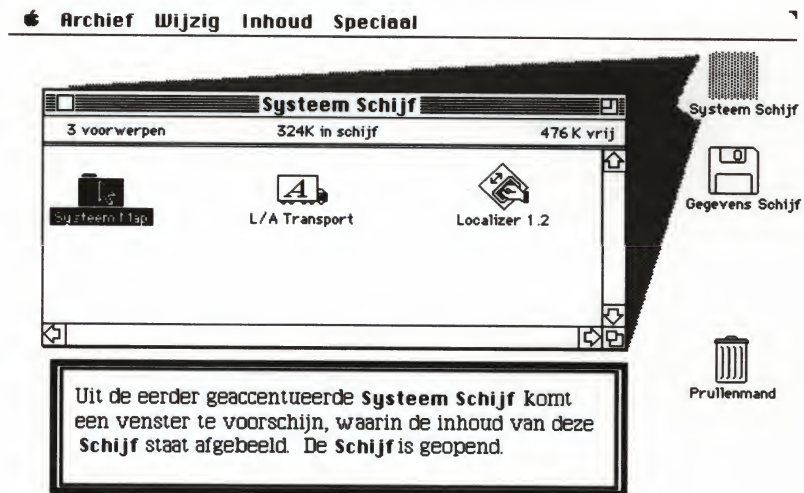 Archief Wijzig Inhoud Speciaal
Systeem Schijf
3 voorwerpen 324K in schijf 476K vrij
Systeem Map
L/A Transport
Localizer 1.2
Systeem Schijf
Gegevens Schijf
Prullenmand
Uit de eerder geaccentueerde Systeem Schijf komt
een venster te voorschijn, waarin de inhoud van deze
Schijf staat afgebeeld. De Schijf is geopend.